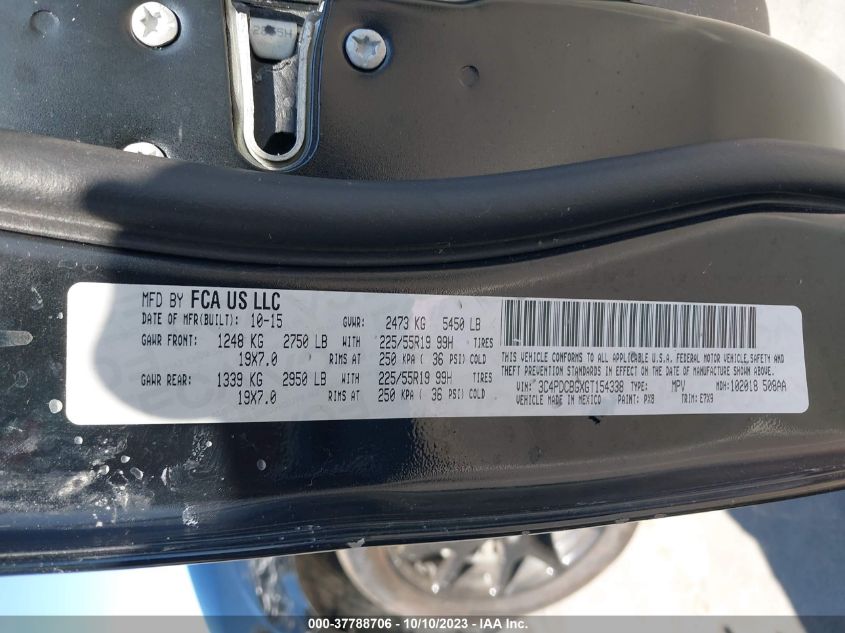 MFD BY FCA US LLC
DATE OF MFR(BUILT): 10-15 GVWR: 2473 KG 5450 LB
GAWR FRONT: 1248 KG 2750 LB WITH 225/55R19 99H TIRES
19X7.0 RIMS AT 250 KPA ( 36 PSI) COLD
GAWR REAR: 1339 KG 2950 LB WITH 225/55R19 99H TIRES
19X7.0 RIMS AT 250 KPA ( 36 PSI) COLD
THIS VEHICLE CONFORMS TO ALL APPLICABLE U.S.A. FEDERAL MOTOR VEHICLE,SAFETY AND
THEFT PREVENTION STANDARDS IN EFFECT ON THE DATE OF MANUFACTURE SHOWN ABOVE.
VIN: 3C4PDCBGXGT154338 TYPE: MPV MDH: 102018 508AA
VEHICLE MADE IN MEXICO PAINT: PX8 TRIM: E7X9
000-37788706 - 10/10/2023 - IAA Inc.